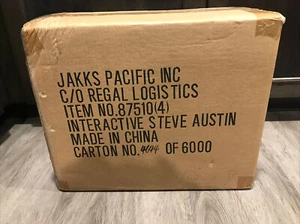 JAKKS PACIFIC INC
C/O REGAL LOGISTICS
ITEM NO.87510(4)
INTERACTIVE STEVE AUSTIN
MADE IN CHINA
CARTON NO. OF 6000